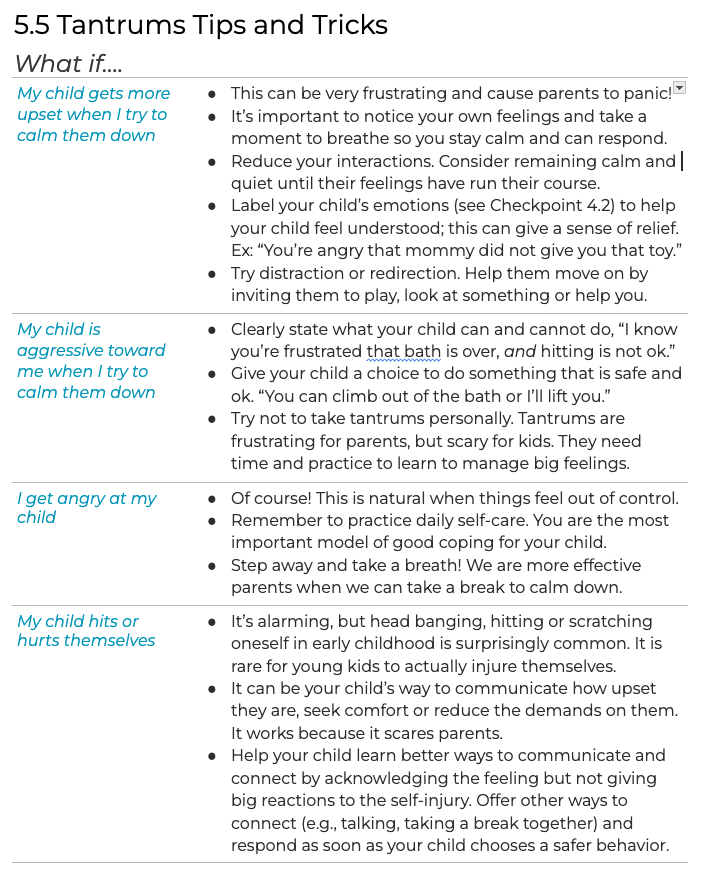 5.5 Tantrums Tips and Tricks
What if....
My child gets more
upset when I try to
calm them down
● This can be very frustrating and cause parents to panic!
● It’s important to notice your own feelings and take a
moment to breathe so you stay calm and can respond.
● Reduce your interactions. Consider remaining calm and
quiet until their feelings have run their course.
● Label your child’s emotions (see Checkpoint 4.2) to help
your child feel understood; this can give a sense of relief.
Ex: “You’re angry that mommy did not give you that toy.”
● Try distraction or redirection. Help them move on by
inviting them to play, look at something or help you.
My child is
aggressive toward
me when I try to
calm them down
● Clearly state what your child can and cannot do, “I know
you’re frustrated that bath is over, and hitting is not ok.”
● Give your child a choice to do something that is safe and
ok. “You can climb out of the bath or I’ll lift you.”
● Try not to take tantrums personally. Tantrums are
frustrating for parents, but scary for kids. They need
time and practice to learn to manage big feelings.
I get angry at my
child
● Of course! This is natural when things feel out of control.
● Remember to practice daily self-care. You are the most
important model of good coping for your child.
● Step away and take a breath! We are more effective
parents when we can take a break to calm down.
My child hits or
hurts themselves
● It’s alarming, but head banging, hitting or scratching
oneself in early childhood is surprisingly common. It is
rare for young kids to actually injure themselves.
● It can be your child’s way to communicate how upset
they are, seek comfort or reduce the demands on them.
It works because it scares parents.
● Help your child learn better ways to communicate and
connect by acknowledging the feeling but not giving
big reactions to the self-injury. Offer other ways to
connect (e.g., talking, taking a break together) and
respond as soon as your child chooses a safer behavior.